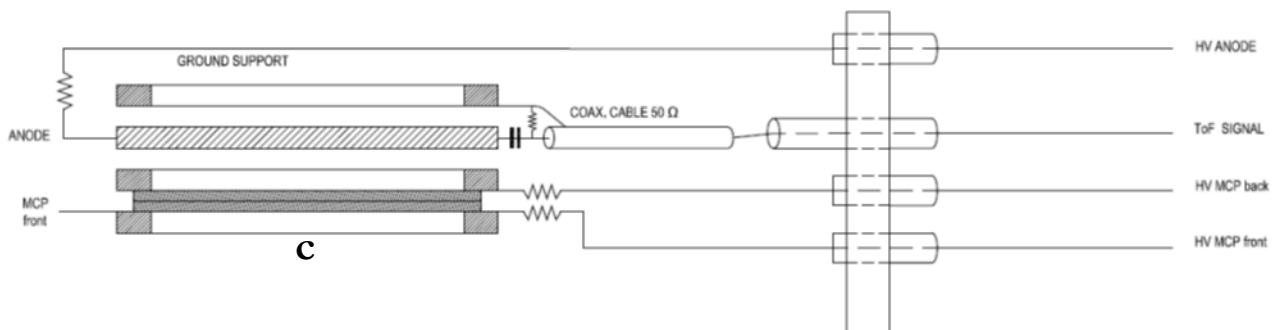 HV ANODE
GROUND SUPPORT
COAX, CABLE 50 Ω
ANODE
ToF SIGNAL
HV MCP back
MCP
front
HV MCP front
c